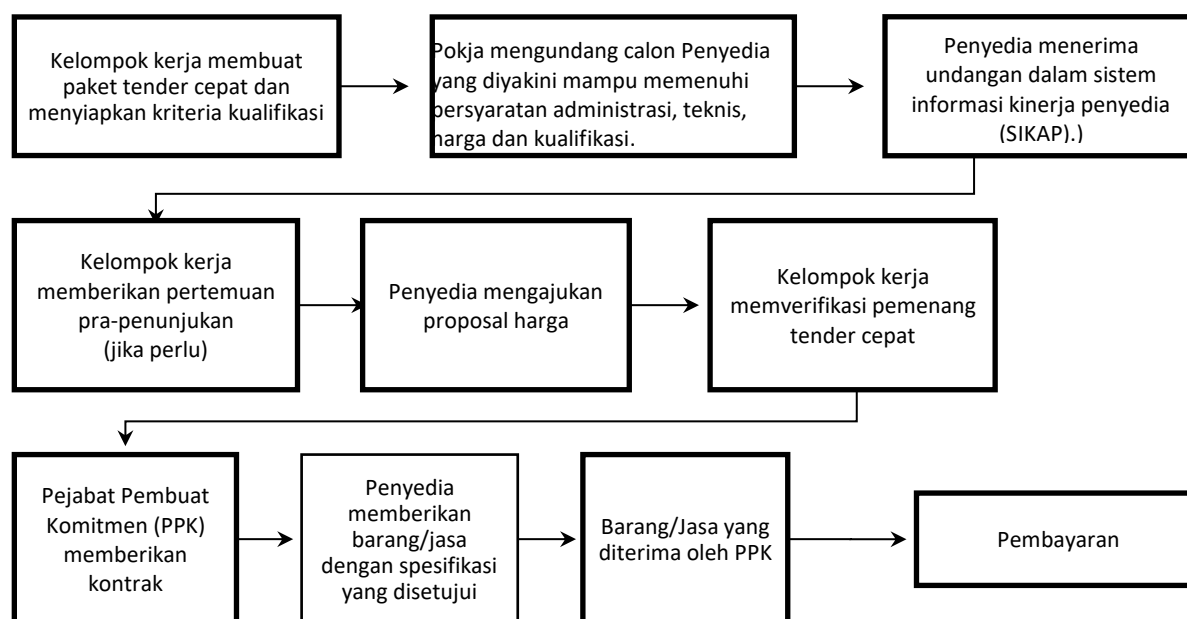 Kelompok kerja membuat
paket tender cepat dan
menyiapkan kriteria kualifikasi
Pokja mengundang calon Penyedia
yang diyakini mampu memenuhi
persyaratan administrasi, teknis,
harga dan kualifikasi.
Penyedia menerima
undangan dalam sistem
informasi kinerja penyedia
(SIKAP).)
Kelompok kerja
memberikan pertemuan
pra-penunjukan
(jika perlu)
Penyedia mengajukan
proposal harga
Kelompok kerja
memverifikasi pemenang
tender cepat
Pejabat Pembuat
Komitmen (PPK)
memberikan
kontrak
Penyedia
memberikan
barang/jasa
dengan spesifikasi
yang disetujui
Barang/Jasa yang
diterima oleh PPK
Pembayaran